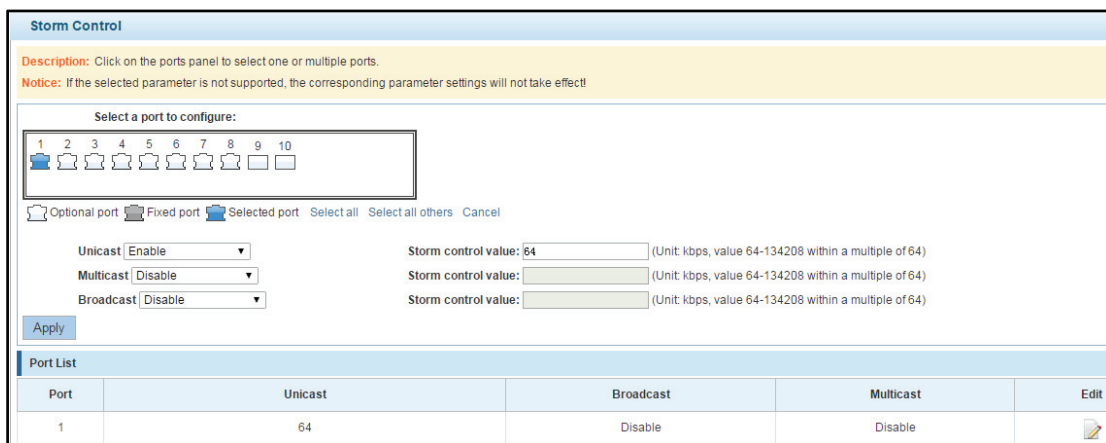 Storm Control
Description: Click on the ports panel to select one or multiple ports.
Notice: If the selected parameter is not supported, the corresponding parameter settings will not take effect!
Select a port to configure:
1 2 3 4 5 6 7 8 9 10
Optional port Fixed port Selected port Select all Select all others Cancel
Unicast Enable Storm control value: 64 (Unit: kbps, value 64-134208 within a multiple of 64)
Multicast Disable Storm control value: (Unit: kbps, value 64-134208 within a multiple of 64)
Broadcast Disable Storm control value: (Unit: kbps, value 64-134208 within a multiple of 64)
Apply
Port List
Port Unicast Broadcast Multicast Edit
1 64 Disable Disable